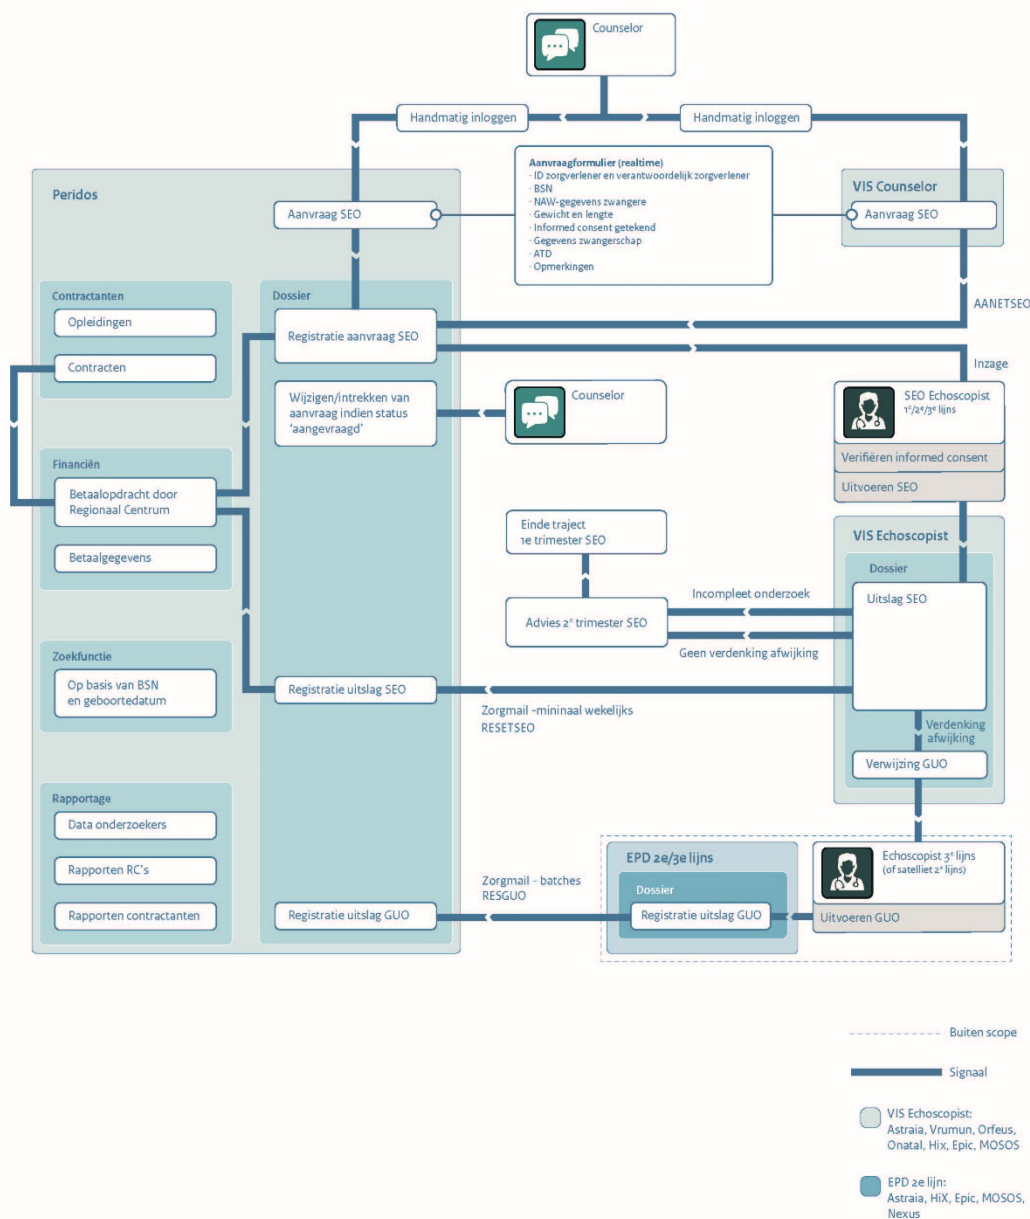 Counselor
Handmatig inloggen
Handmatig inloggen
Peridos
Aanvraag SEO
Aanvraagformulier (realtime)
· ID zorgverlener en verantwoordelijk zorgverlener
· BSN
· NAW-gegevens zwangere
· Gewicht en lengte
· Informed consent getekend
· Gegevens zwangerschap
· ATD
· Opmerkingen
VIS Counselor
Aanvraag SEO
AANETSEO
Contractanten
Opleidingen
Contracten
Dossier
Registratie aanvraag SEO
Wijzigen/intrekken van
aanvraag indien status
‘aangevraagd’
Counselor
Inzage
SEO Echoscopist
1e/2e/3e lijns
Verifiëren informed consent
Uitvoeren SEO
Financiën
Betaalopdracht door
Regionaal Centrum
Betaalgegevens
Einde traject
1e trimester SEO
Advies 2e trimester SEO
Incompleet onderzoek
Geen verdenking afwijking
VIS Echoscopist
Dossier
Uitslag SEO
Zoekfunctie
Op basis van BSN
en geboortedatum
Registratie uitslag SEO
Zorgmail -mininaal wekelijks
RESETSEO
Verdenking
afwijking
Verwijzing GUO
Rapportage
Data onderzoekers
Rapporten RC's
Rapporten contractanten
Registratie uitslag GUO
Zorgmail - batches
RESGUO
EPD 2e/3e lijns
Dossier
Registratie uitslag GUO
Echoscopist 3e lijns
(of satelliet 2e lijns)
Uitvoeren GUO
Buiten scope
Signaal
VIS Echoscopist:
Astraia, Vrumun, Orfeus,
Onatal, Hix, Epic, MOSOS
EPD 2e lijn:
Astraia, HiX, Epic, MOSOS,
Nexus